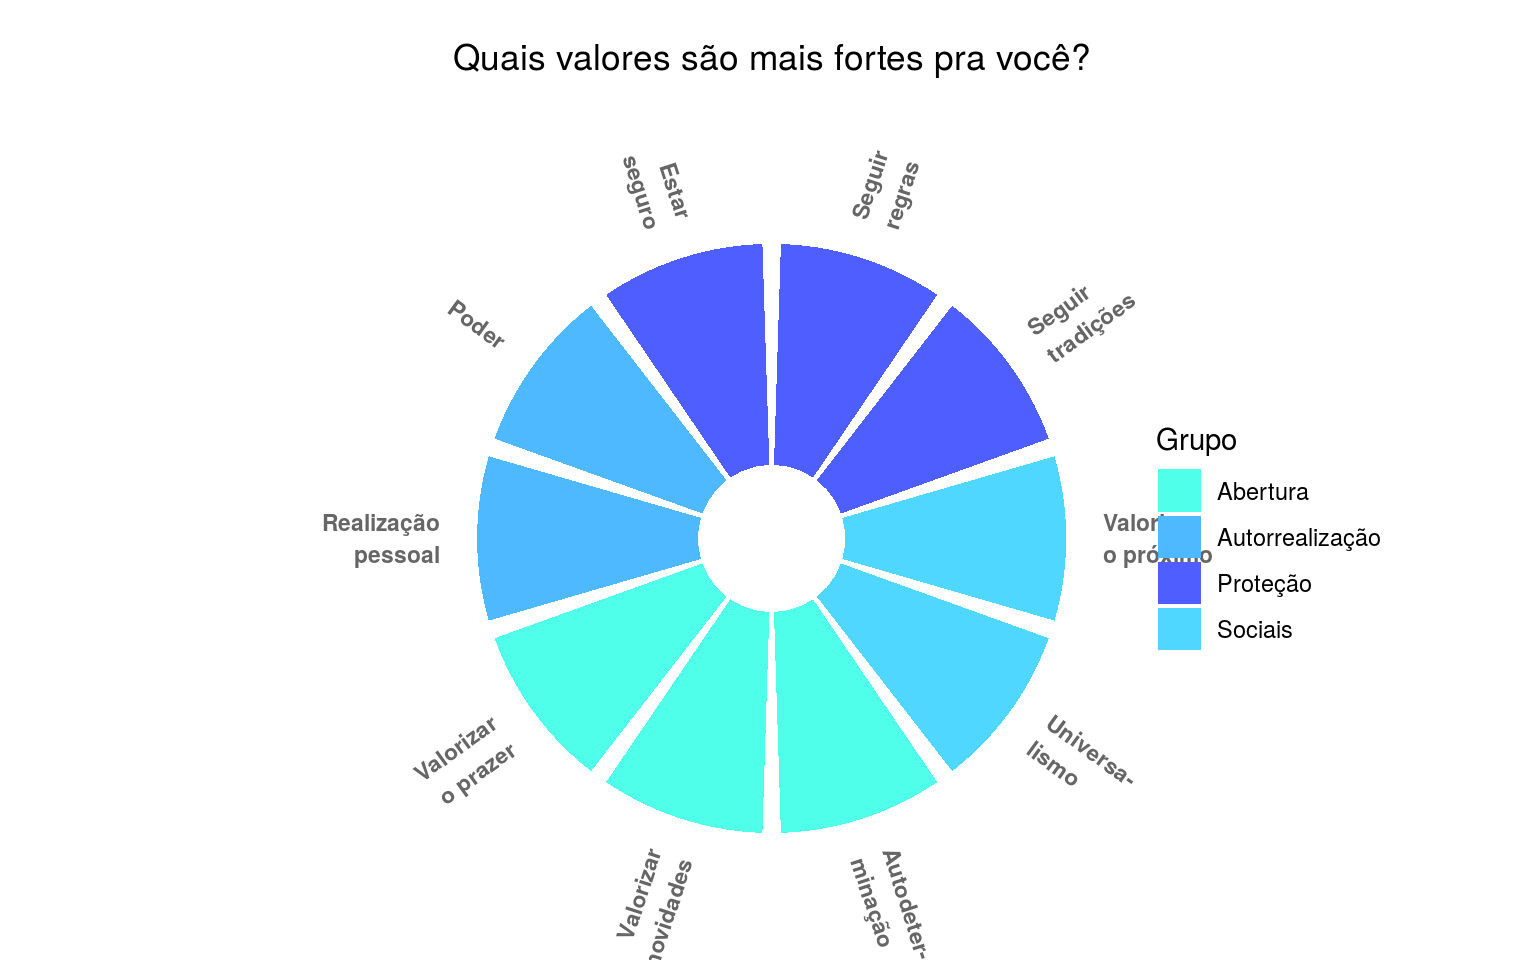 Quais valores são mais fortes pra você?
Estar
seguro
Seguir
regras
Poder
Seguir
tradições
Realização
pessoal
o próximo
Grupo
Abertura
Autorrealização
Proteção
Sociais
Valorizar
o prazer
Universa-
lismo
Valorizar
novidades
Autodeter-
minação